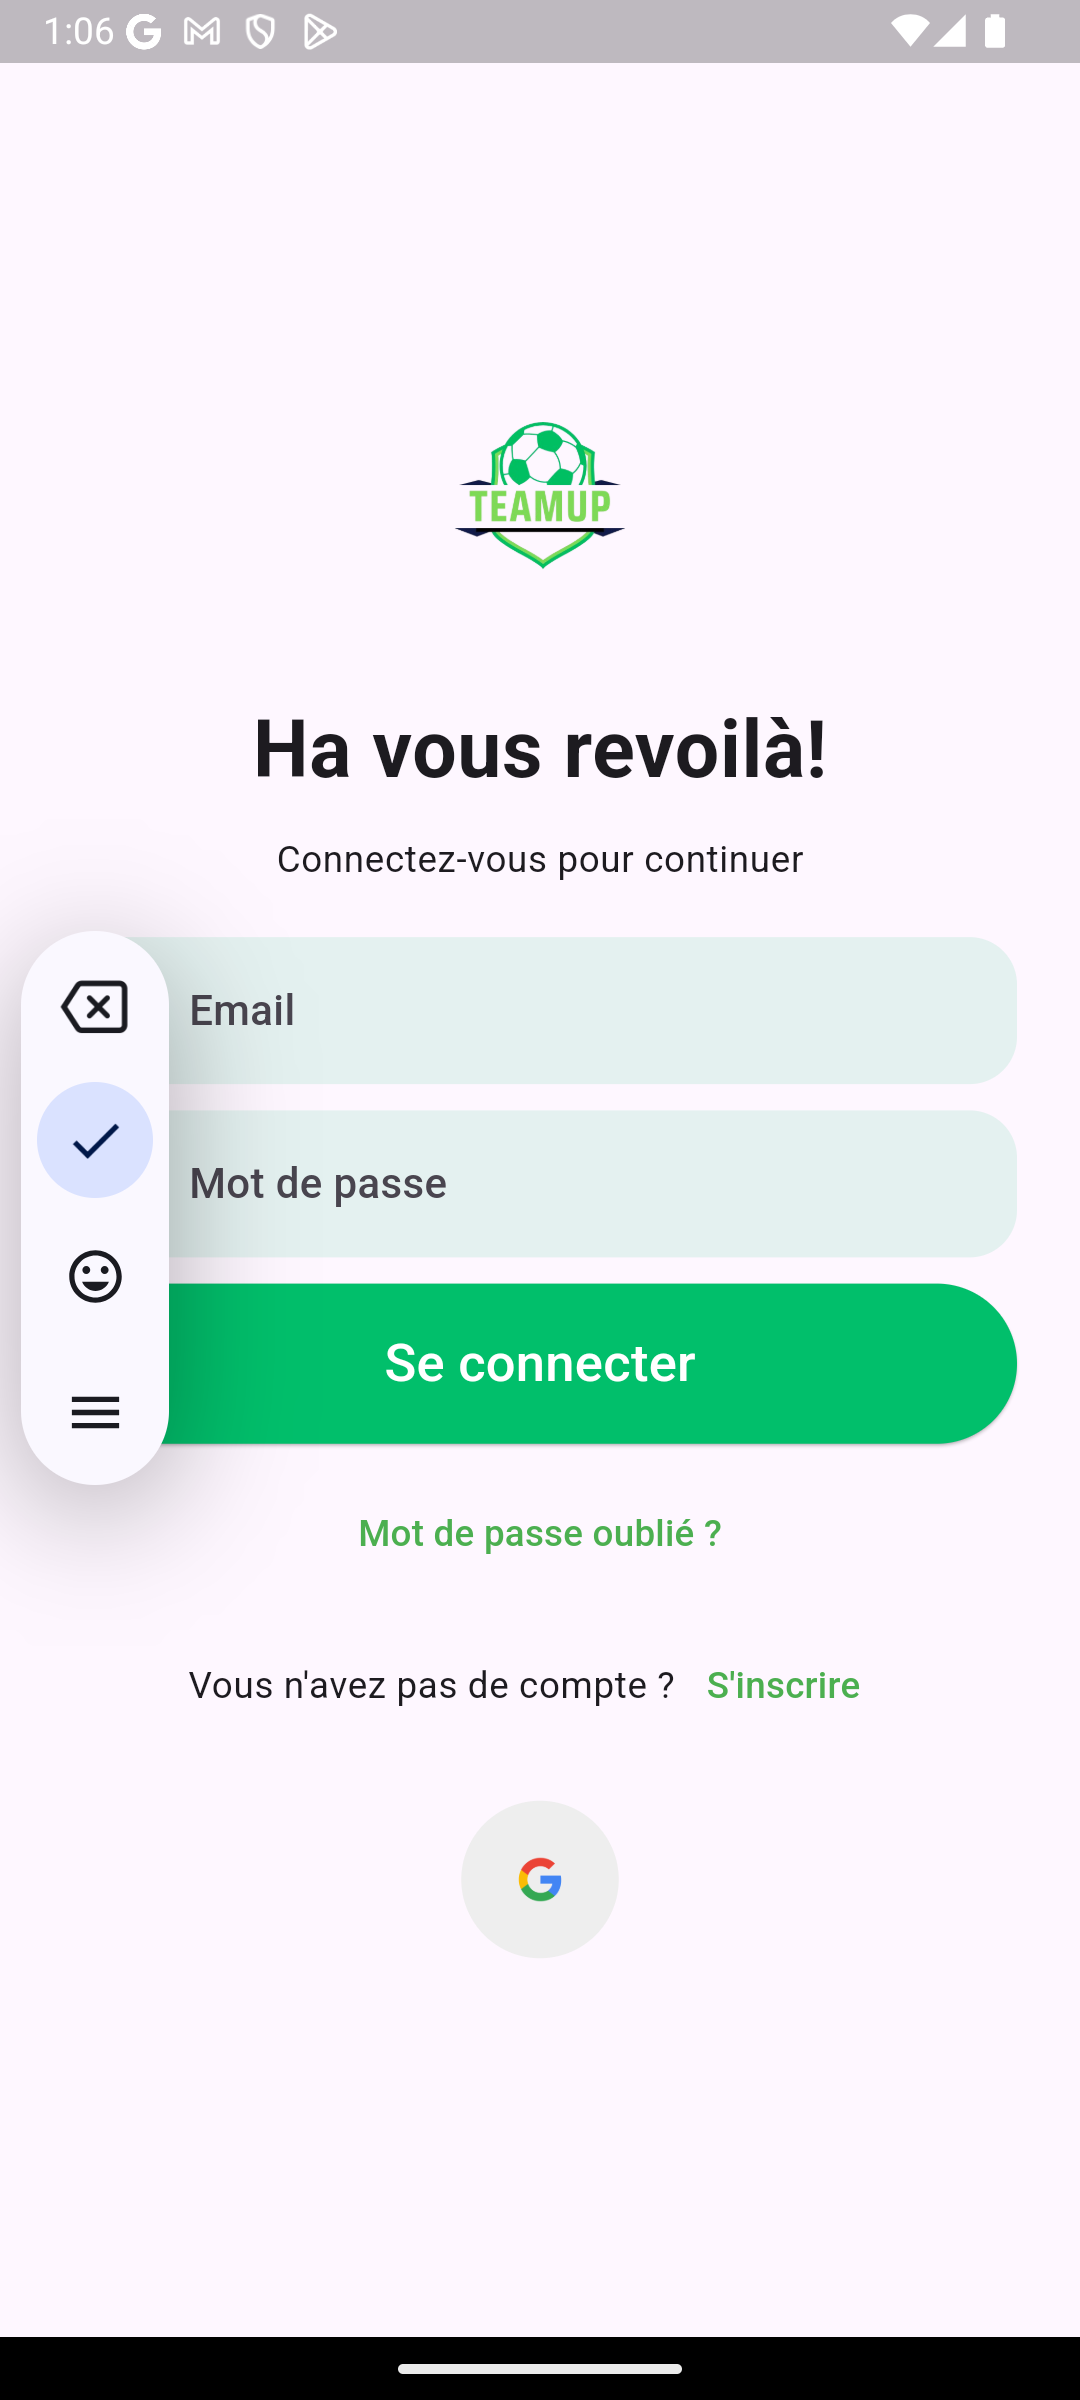 1:06
TEAMUP
Ha vous revoilà!
Connectez-vous pour continuer
Email
Mot de passe
Se connecter
Mot de passe oublié ?
Vous n'avez pas de compte ? S'inscrire